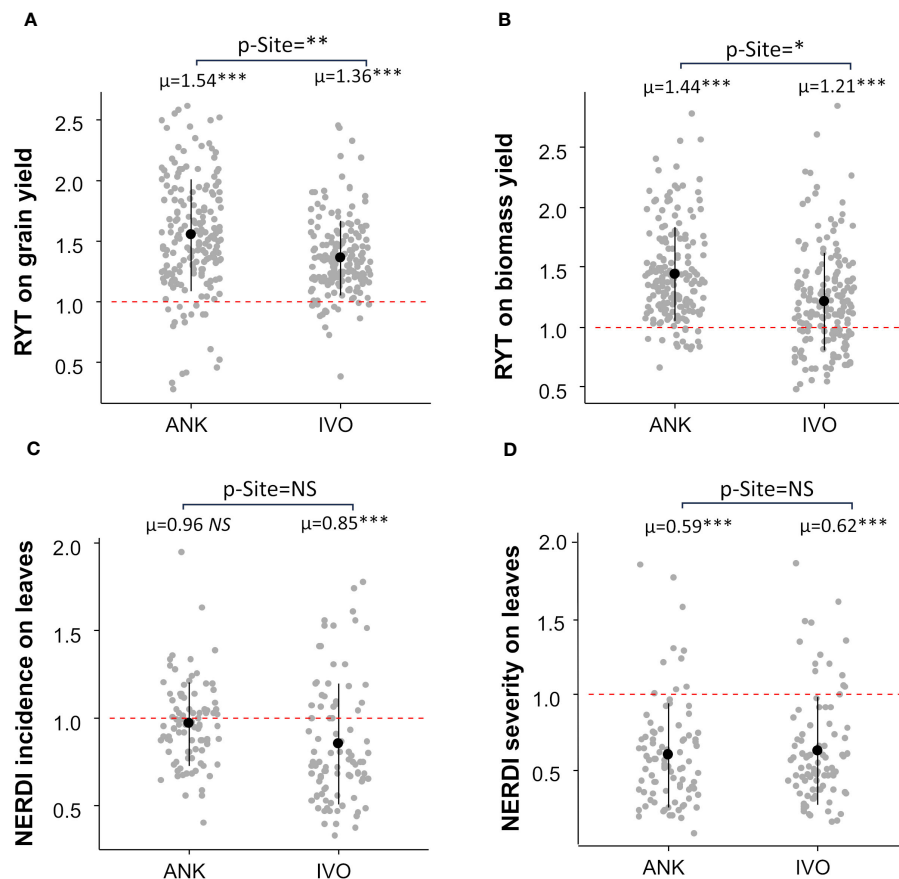 A
p-Site=**
μ=1.54*** μ=1.36***
RYT on grain yield
2.5
2.0
1.5
1.0
0.5
ANK IVO
B
p-Site=*
μ=1.44*** μ=1.21***
RYT on biomass yield
2.5
2.0
1.5
1.0
0.5
ANK IVO
C
p-Site=NS
μ=0.96 NS μ=0.85***
NERDI incidence on leaves
2.0
1.5
1.0
0.5
ANK IVO
D
p-Site=NS
μ=0.59*** μ=0.62***
NERDI severity on leaves
2.0
1.5
1.0
0.5
ANK IVO